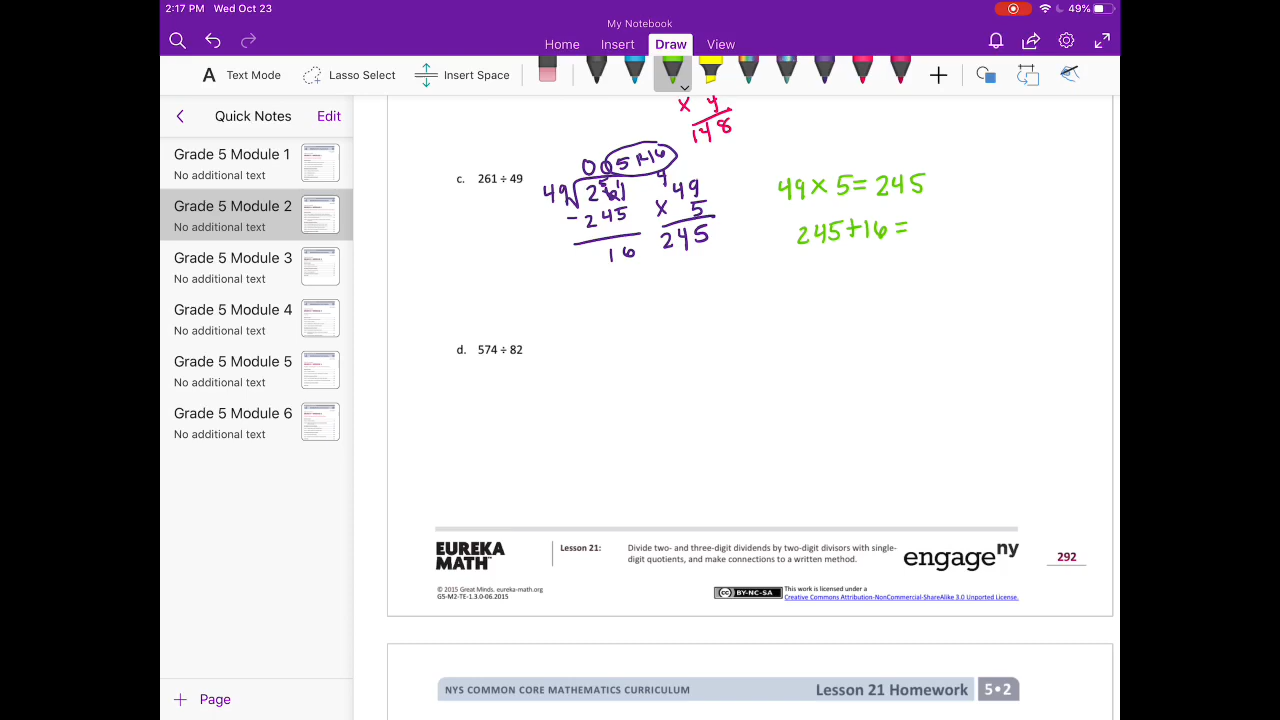 2:17 PM Wed Oct 23
49%
My Notebook
Home Insert Draw View
A Text Mode Lasso Select Insert Space
Quick Notes Edit
Grade 5 Module 1
No additional text
Grade 5 Module 2
No additional text
Grade 5 Module 3
No additional text
Grade 5 Module 4
No additional text
Grade 5 Module 5
No additional text
Grade 5 Module 6
No additional text
+ Page
x 4
148
005 R16
c. 261 ÷ 49
49
-245
16
4
49
x 5
245
49 x 5 = 245
245 + 16 =
d. 574 ÷ 82
EUREKA
MATH™
Lesson 21:
Divide two- and three-digit dividends by two-digit divisors with single-
digit quotients, and make connections to a written method.
engageny
292
© 2015 Great Minds. eureka-math.org
G5-M2-TE-1.3.0-06.2015
cc BY-NC-SA
This work is licensed under a
Creative Commons Attribution-NonCommercial-ShareAlike 3.0 Unported License.
NYS COMMON CORE MATHEMATICS CURRICULUM
Lesson 21 Homework 5•2